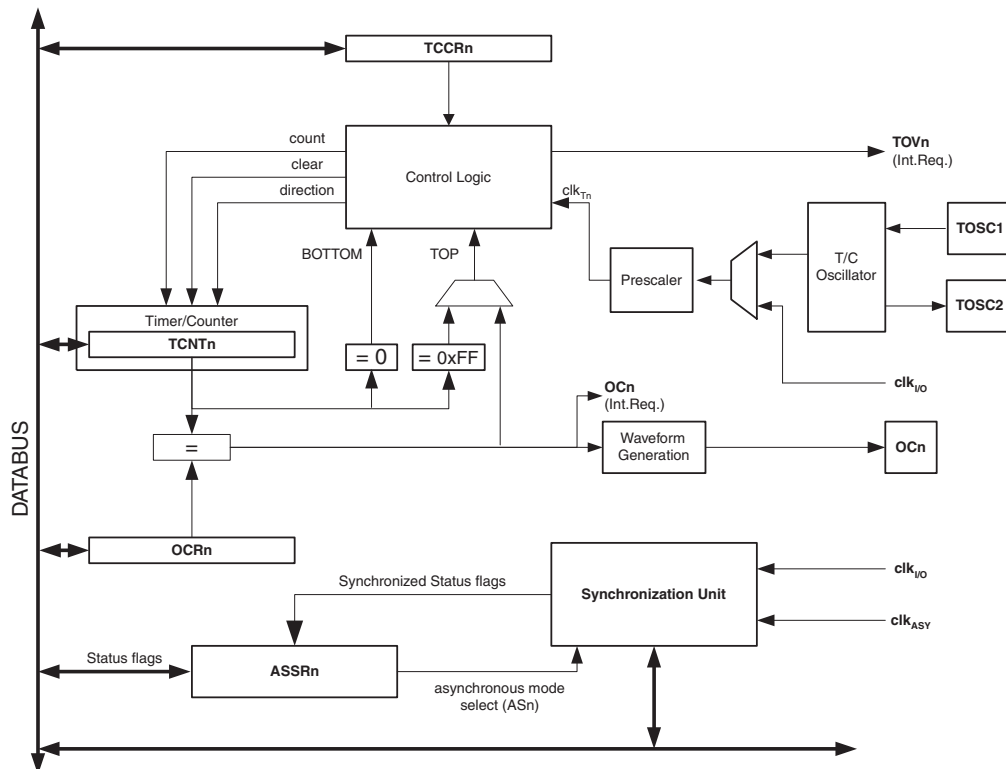 TCCRn
count
clear
direction
Control Logic
TOVn
(Int.Req.)
clkTn
BOTTOM
TOP
Prescaler
T/C
Oscillator
TOSC1
TOSC2
Timer/Counter
TCNTn
= 0
= 0xFF
clkI/O
OCn
(Int.Req.)
=
Waveform
Generation
OCn
DATABUS
OCRn
Synchronized Status flags
Synchronization Unit
clkI/O
clkASY
Status flags
ASSRn
asynchronous mode
select (ASn)